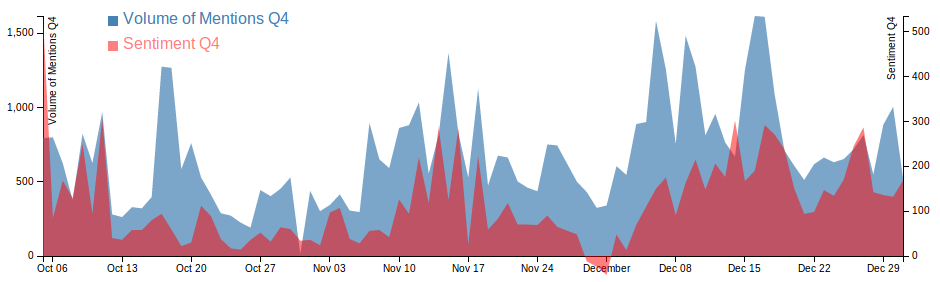 Volume of Mentions Q4
Sentiment Q4
Volume of Mentions Q4
Sentiment Q4
1,500
1,000
500
0
500
400
300
200
100
0
Oct 06 Oct 13 Oct 20 Oct 27 Nov 03 Nov 10 Nov 17 Nov 24 December Dec 08 Dec 15 Dec 22 Dec 29